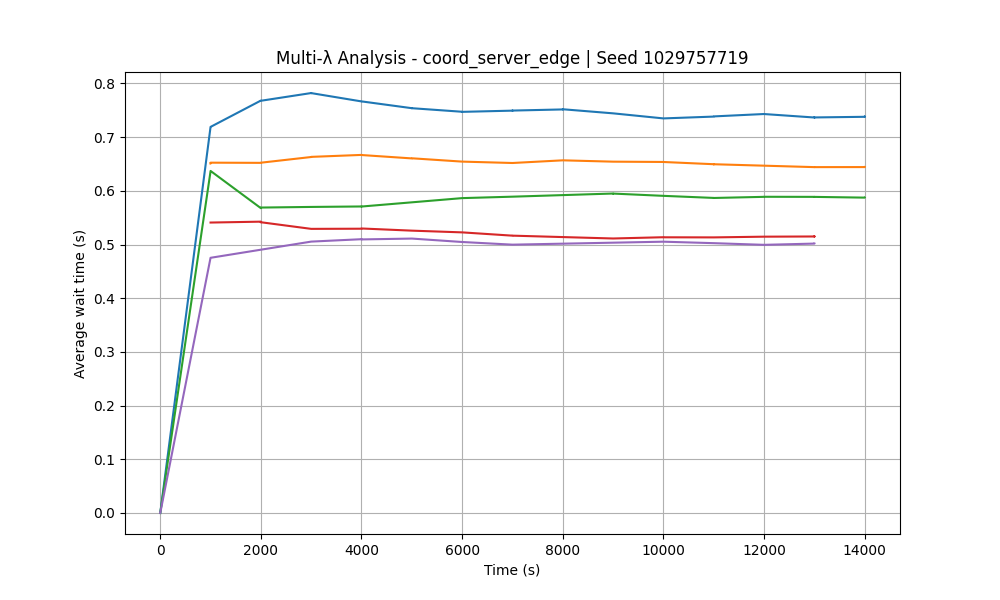 Multi-λ Analysis - coord_server_edge | Seed 1029757719
Average wait time (s)
0.8
0.7
0.6
0.5
0.4
0.3
0.2
0.1
0.0
0 2000 4000 6000 8000 10000 12000 14000
Time (s)